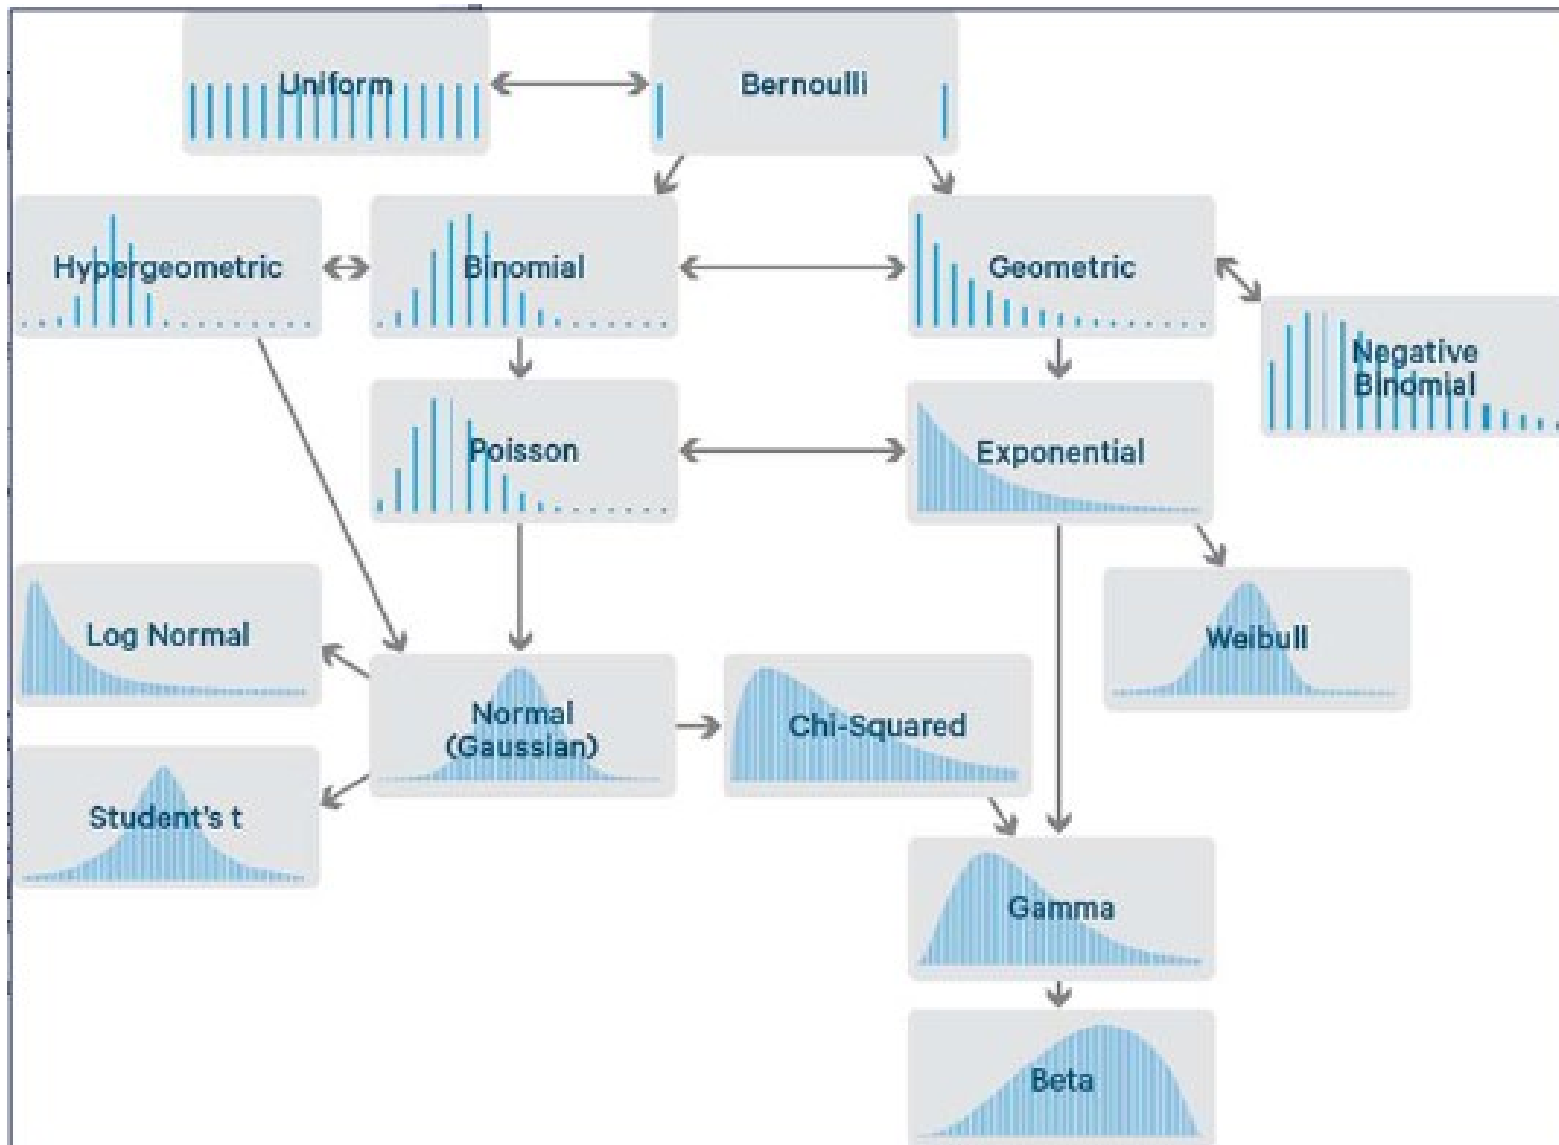 Uniform
Bernoulli
Hypergeometric
Binomial
Geometric
Negative
Binomial
Poisson
Exponential
Log Normal
Weibull
Normal
(Gaussian)
Chi-Squared
Student's t
Gamma
Beta